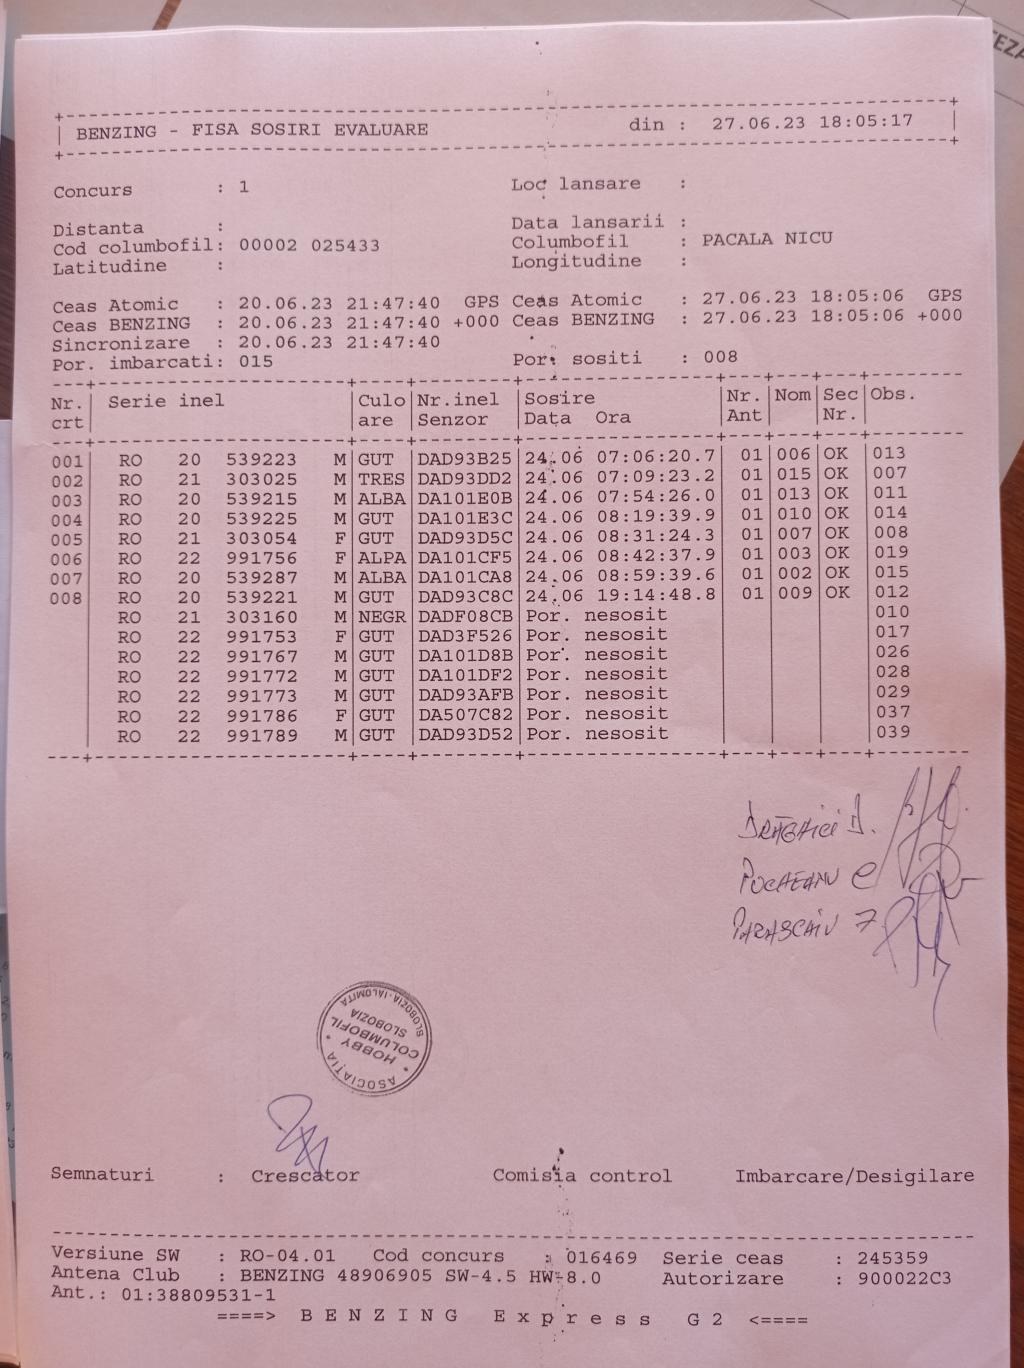 BENZING - FISA SOSIRI EVALUARE din : 27.06.23 18:05:17
Concurs : 1 Loc lansare :
Distanta : Data lansarii :
Cod columbofil: 00002 025433 Columbofil : PACALA NICU
Latitudine : Longitudine :
Ceas Atomic : 20.06.23 21:47:40 GPS Ceas Atomic : 27.06.23 18:05:06 GPS
Ceas BENZING : 20.06.23 21:47:40 +000 Ceas BENZING : 27.06.23 18:05:06 +000
Sincronizare : 20.06.23 21:47:40
Por. imbarcati: 015 Por. sositi : 008
Nr. Serie inel Culo Nr.inel Sosire Nr. Nom Sec Obs.
crt are Senzor Data Ora Ant Nr.
001 RO 20 539223 M GUT DAD93B25 24.06 07:06:20.7 01 006 OK 013
002 RO 21 303025 M TRES DAD93DD2 24.06 07:09:23.2 01 015 OK 007
003 RO 20 539215 M ALBA DA101E0B 24.06 07:54:26.0 01 013 OK 011
004 RO 20 539225 M GUT DA101E3C 24.06 08:19:39.9 01 010 OK 014
005 RO 21 303054 F GUT DAD93D5C 24.06 08:31:24.3 01 007 OK 008
006 RO 22 991756 F ALPA DA101CF5 24.06 08:42:37.9 01 003 OK 019
007 RO 20 539287 M ALBA DA101CA8 24.06 08:59:39.6 01 002 OK 015
008 RO 20 539221 M GUT DAD93C8C 24.06 19:14:48.8 01 009 OK 012
RO 21 303160 M NEGR DADF08CB Por. nesosit 010
RO 22 991753 F GUT DAD3F526 Por. nesosit 017
RO 22 991767 M GUT DA101D8B Por. nesosit 026
RO 22 991772 M GUT DA101DF2 Por. nesosit 028
RO 22 991773 M GUT DAD93AFB Por. nesosit 029
RO 22 991786 F GUT DA507C82 Por. nesosit 037
RO 22 991789 M GUT DAD93D52 Por. nesosit 039
DRĂGHICI D.
ASOCIAȚIA
HOBBY
COLUMBOFIL
SLOBOZIA
SLOBOZIA-IALOMIȚA
Semnaturi : Crescator Comisia control Imbarcare/Desigilare
Versiune SW : RO-04.01 Cod concurs : 016469 Serie ceas : 245359
Antena Club : BENZING 48906905 SW-4.5 HW-8.0 Autorizare : 900022C3
Ant.: 01:38809531-1
====> B E N Z I N G E x p r e s s G 2 <====